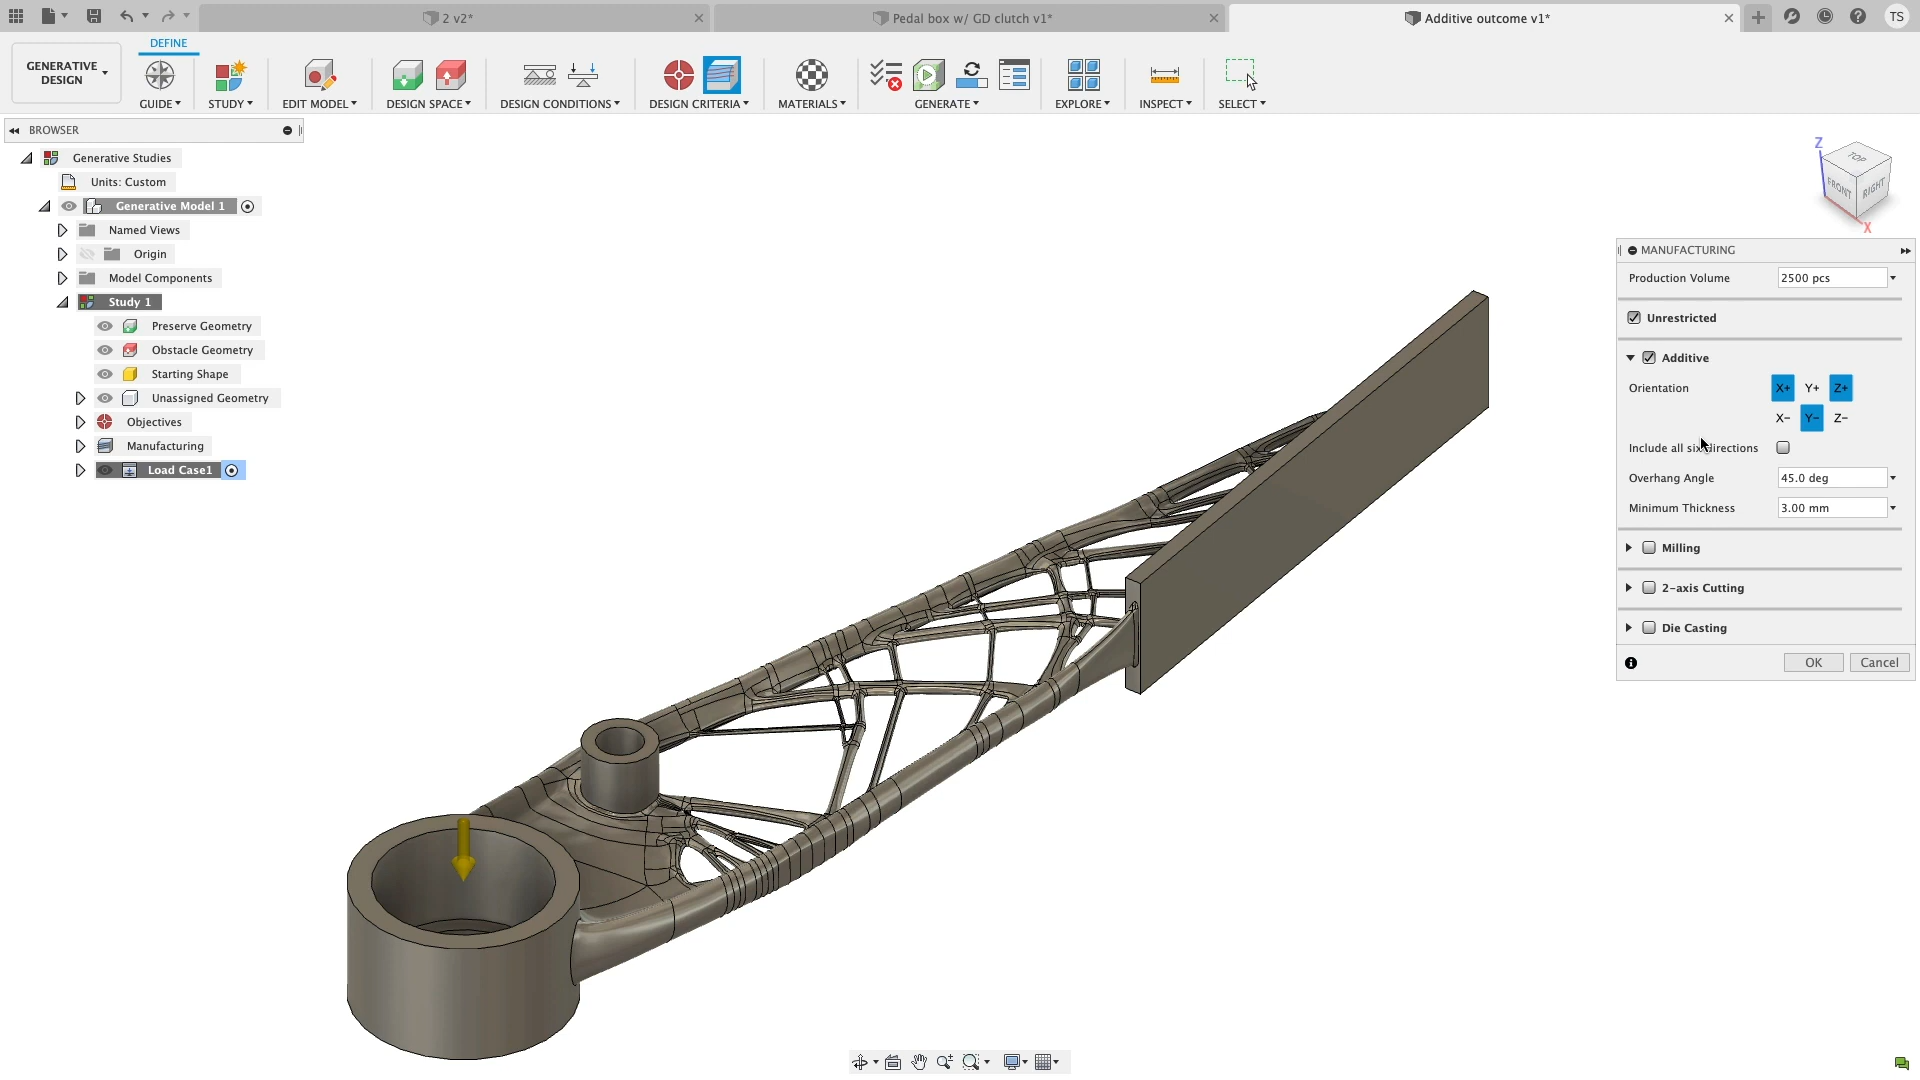 2 v2*
Pedal box w/ GD clutch v1*
Additive outcome v1*
TS
DEFINE
GENERATIVE
DESIGN
GUIDE
STUDY
EDIT MODEL
DESIGN SPACE
DESIGN CONDITIONS
DESIGN CRITERIA
MATERIALS
GENERATE
EXPLORE
INSPECT
SELECT
BROWSER
Generative Studies
Units: Custom
Generative Model 1
Named Views
Origin
Model Components
Study 1
Preserve Geometry
Obstacle Geometry
Starting Shape
Unassigned Geometry
Objectives
Manufacturing
Load Case1
Z
TOP
FRONT
RIGHT
X
MANUFACTURING
Production Volume 2500 pcs
Unrestricted
Additive
Orientation X+ Y+ Z+
X- Y- Z-
Include all six directions
Overhang Angle 45.0 deg
Minimum Thickness 3.00 mm
Milling
2-axis Cutting
Die Casting
OK Cancel